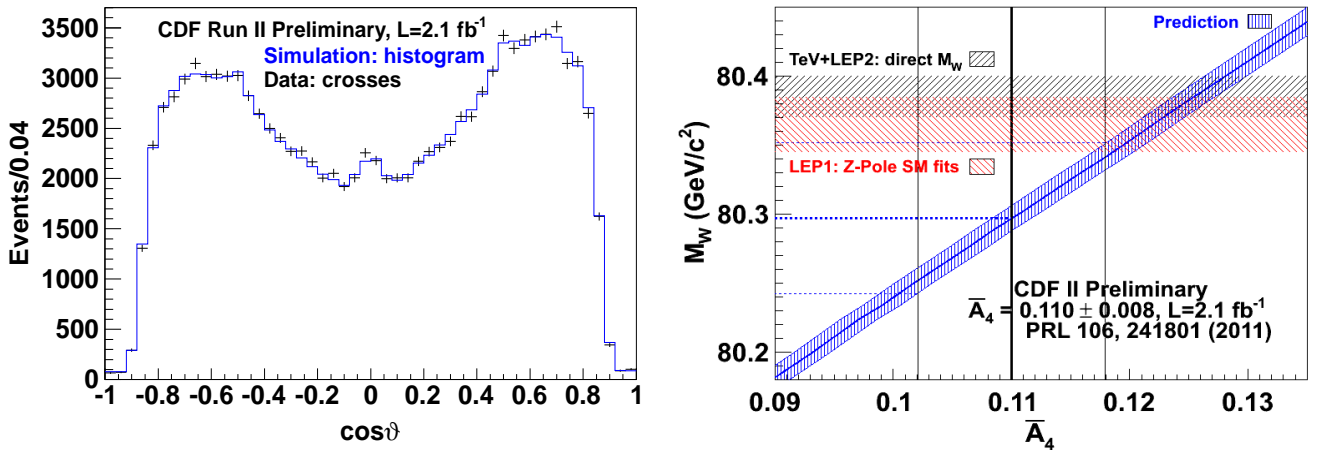 CDF Run II Preliminary, L=2.1 fb⁻¹
Simulation: histogram
Data: crosses
Events/0.04
3500
3000
2500
2000
1500
1000
500
0
-1 -0.8 -0.6 -0.4 -0.2 0 0.2 0.4 0.6 0.8 1
cosϑ
Prediction
TeV+LEP2: direct M_W
LEP1: Z-Pole SM fits
M_W (GeV/c²)
80.4
80.3
80.2
CDF II Preliminary
A̅₄ = 0.110 ± 0.008, L=2.1 fb⁻¹
PRL 106, 241801 (2011)
0.09 0.1 0.11 0.12 0.13
A̅₄